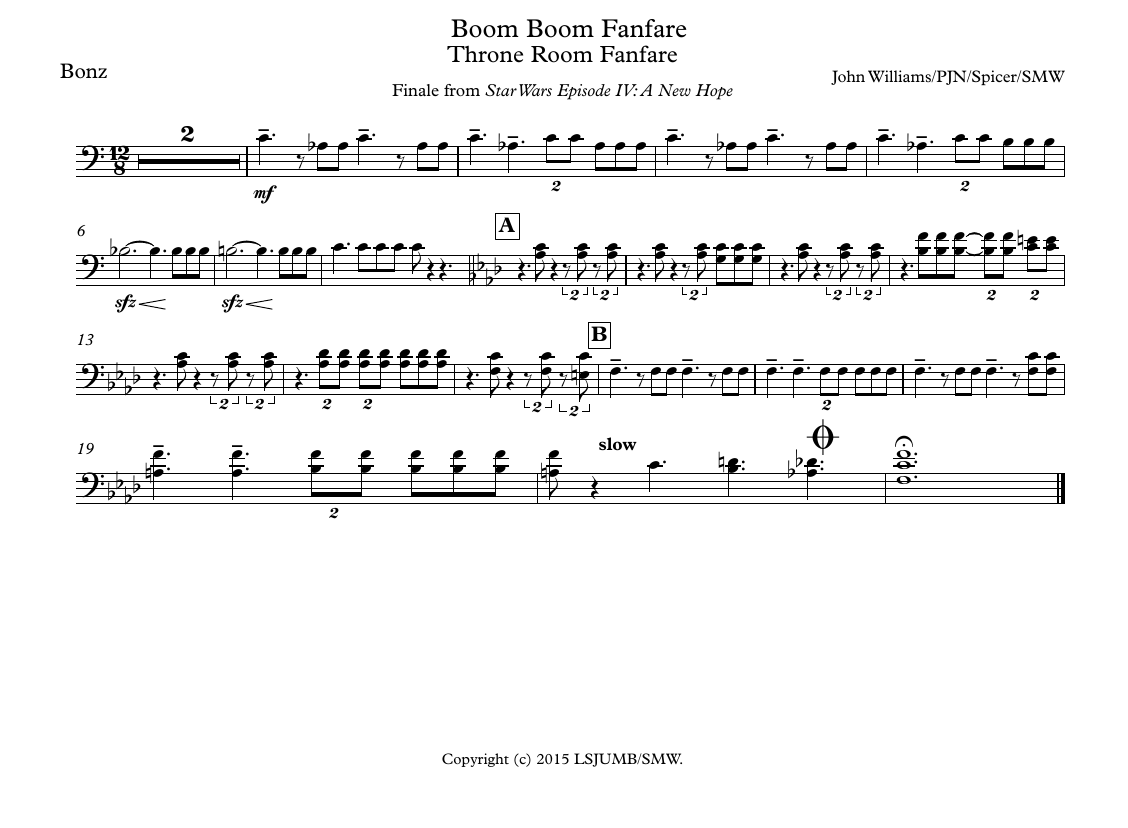 Boom Boom Fanfare
Throne Room Fanfare
Bonz
John Williams/PJN/Spicer/SMW
Finale from Star Wars Episode IV: A New Hope
12
8
2
mf
2
2
6
A
sfz
sfz
2
2
2
2
2
2
2
13
B
2
2
2
2
2
2
2
19
slow
2
Copyright (c) 2015 LSJUMB/SMW.